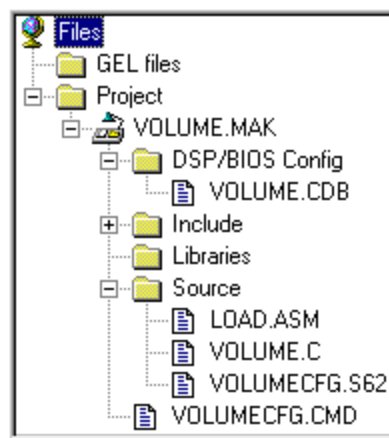 Files
GEL files
Project
VOLUME.MAK
DSP/BIOS Config
VOLUME.CDB
Include
Libraries
Source
LOAD.ASM
VOLUME.C
VOLUMECFG.S62
VOLUMECFG.CMD